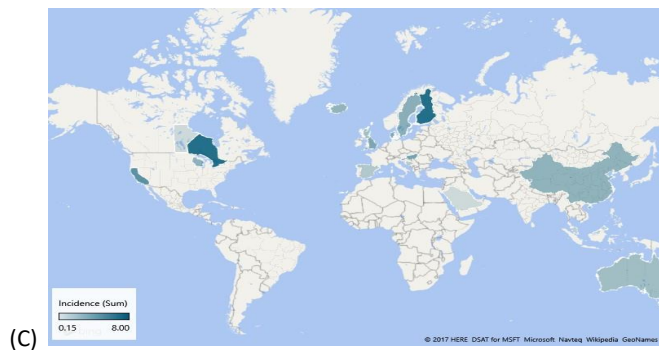 Incidence (Sum)
0.15 8.00
© 2017 HERE DSAT for MSFT Microsoft Navteq Wikipedia GeoNames
(C)